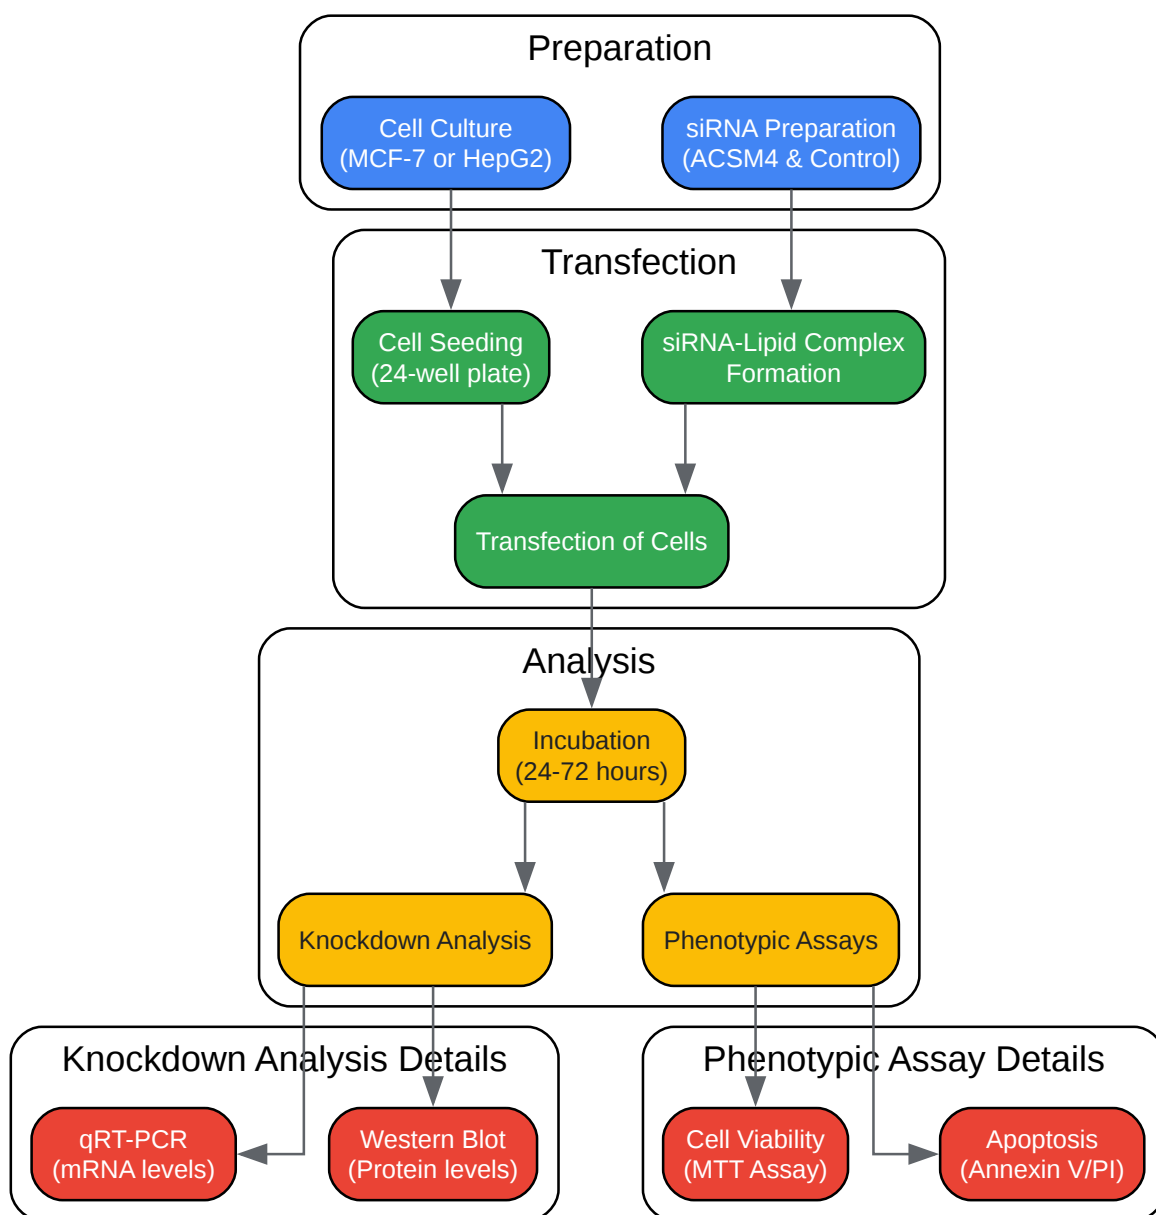 Preparation
Cell Culture
(MCF-7 or HepG2)
siRNA Preparation
(ACSM4 & Control)
Transfection
Cell Seeding
(24-well plate)
siRNA-Lipid Complex
Formation
Transfection of Cells
Analysis
Incubation
(24-72 hours)
Knockdown Analysis
Phenotypic Assays
Knockdown Analysis Details
qRT-PCR
(mRNA levels)
Western Blot
(Protein levels)
Phenotypic Assay Details
Cell Viability
(MTT Assay)
Apoptosis
(Annexin V/PI)